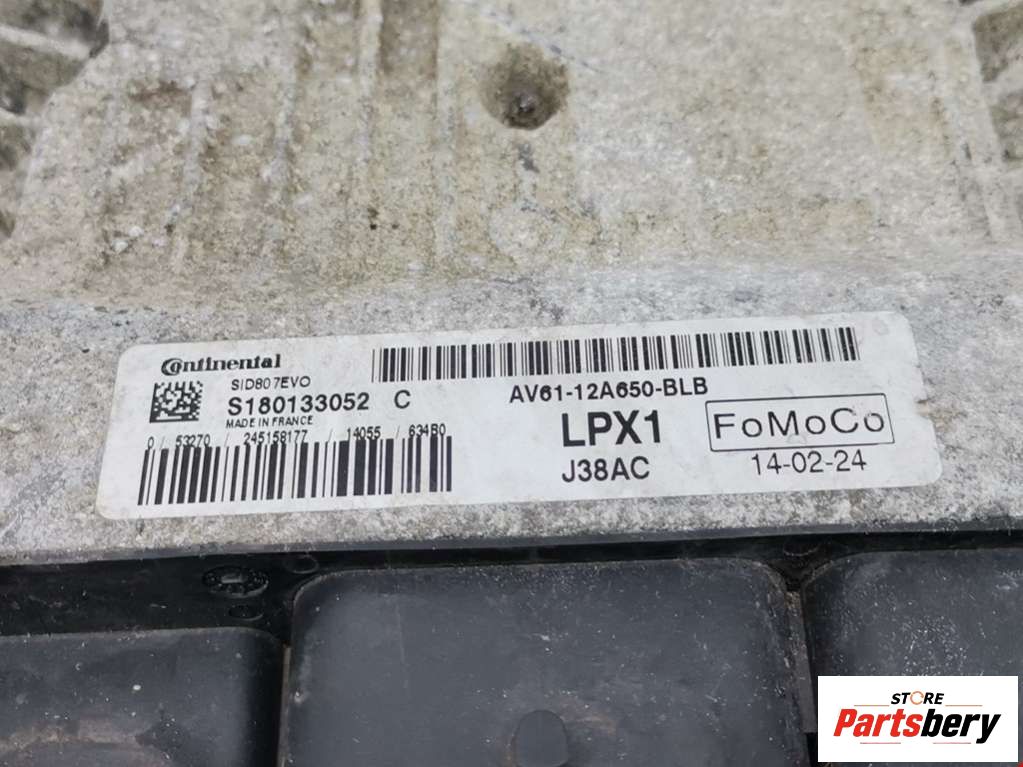 Continental
SID807EVO
S180133052 C
MADE IN FRANCE
0 / 53270 / 245158177 / 14055 / 634B0
AV61-12A650-BLB
LPX1
FoMoCo
J38AC
14-02-24
STORE
Partsbery